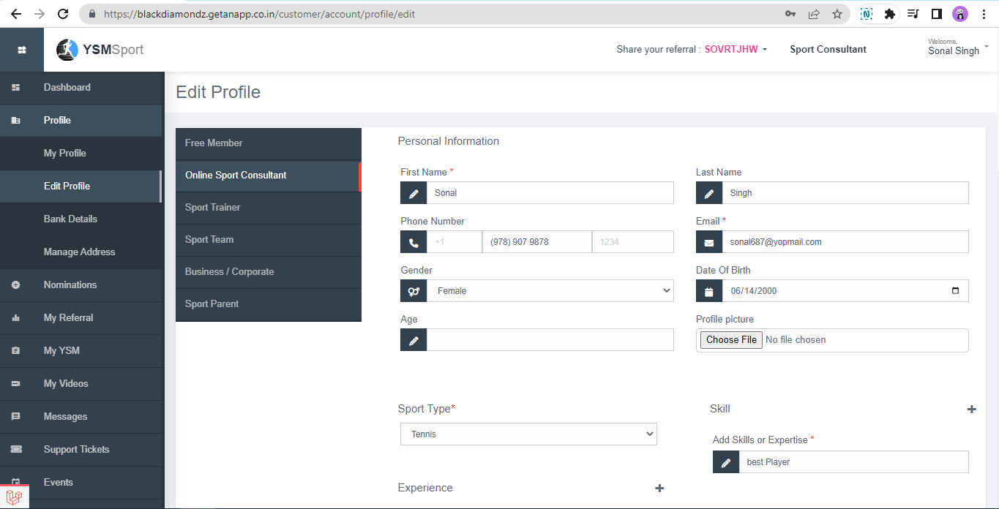 https://blackdiamondz.getanapp.co.in/customer/account/profile/edit
YSMSport
Share your referral : SOVRTJHW
Sport Consultant
Welcome,
Sonal Singh
Dashboard
Profile
My Profile
Edit Profile
Bank Details
Manage Address
Nominations
My Referral
My YSM
My Videos
Messages
Support Tickets
Events
Edit Profile
Free Member
Online Sport Consultant
Sport Trainer
Sport Team
Business / Corporate
Sport Parent
Personal Information
First Name *
Sonal
Last Name
Singh
Phone Number
+1 (978) 907 9878 1234
Email *
sonal687@yopmail.com
Gender
Female
Date Of Birth
06/14/2000
Age
Profile picture
Choose File No file chosen
Sport Type*
Tennis
Skill +
Add Skills or Expertise *
best Player
Experience +